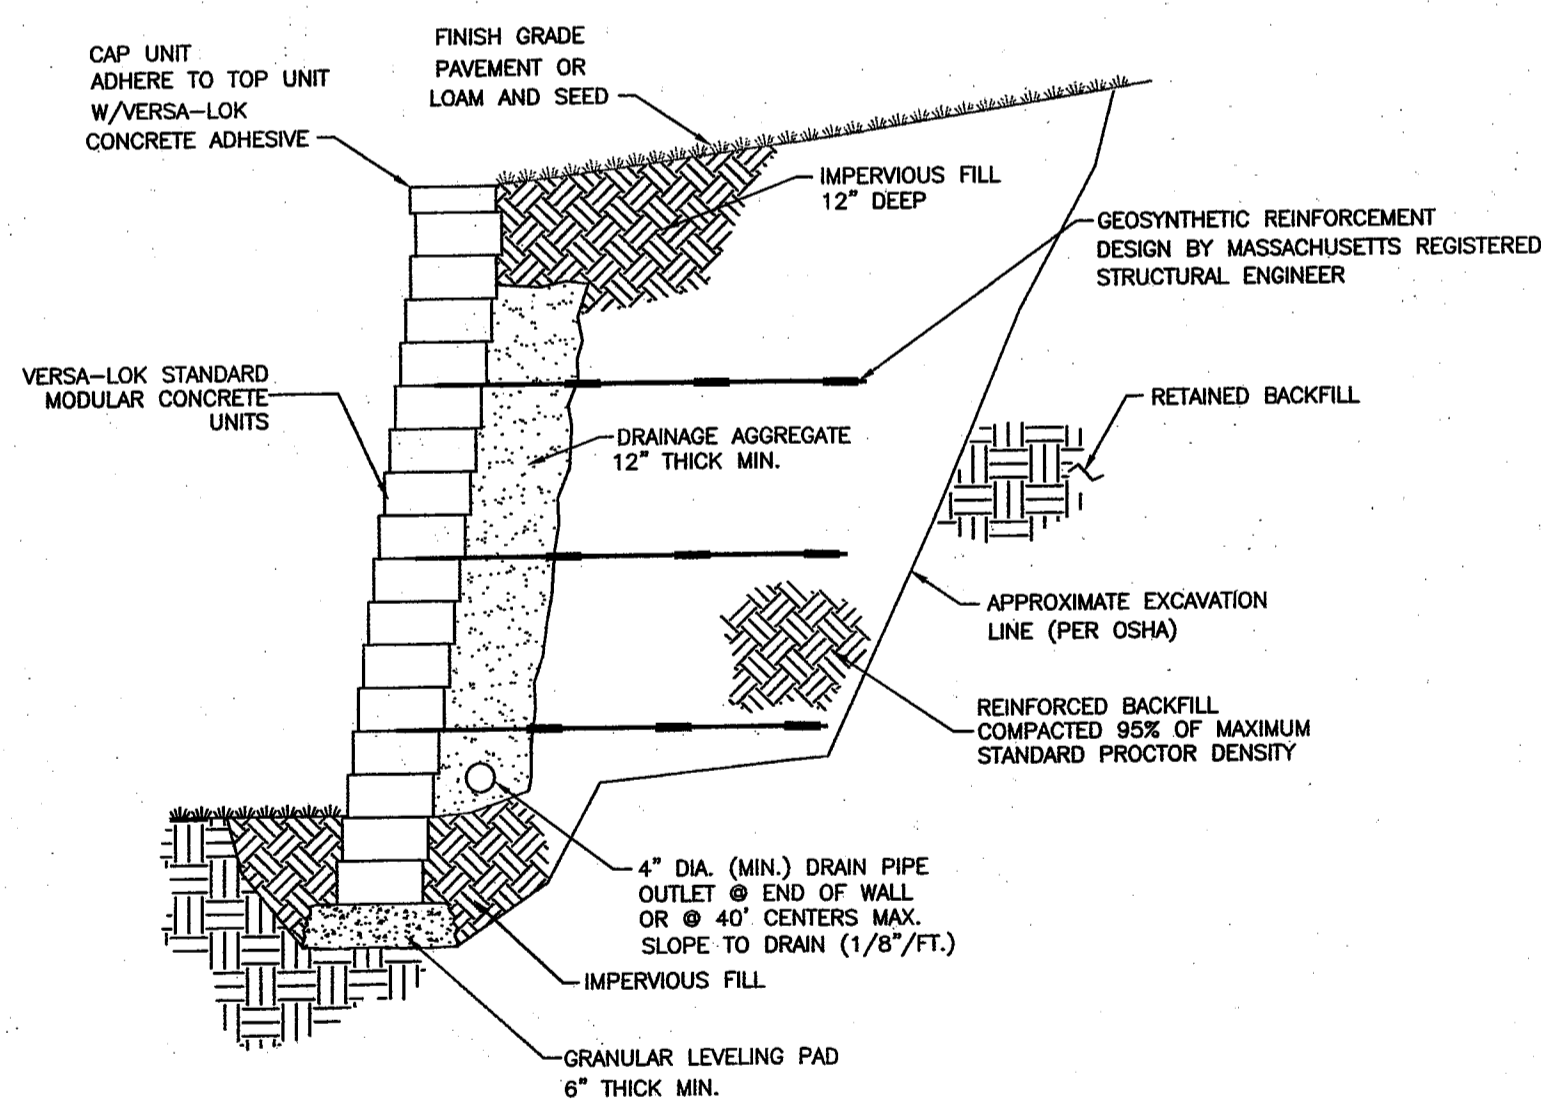 CAP UNIT
ADHERE TO TOP UNIT
W/VERSA-LOK
CONCRETE ADHESIVE
FINISH GRADE
PAVEMENT OR
LOAM AND SEED
IMPERVIOUS FILL
12" DEEP
GEOSYNTHETIC REINFORCEMENT
DESIGN BY MASSACHUSETTS REGISTERED
STRUCTURAL ENGINEER
VERSA-LOK STANDARD
MODULAR CONCRETE
UNITS
RETAINED BACKFILL
DRAINAGE AGGREGATE
12" THICK MIN.
APPROXIMATE EXCAVATION
LINE (PER OSHA)
REINFORCED BACKFILL
COMPACTED 95% OF MAXIMUM
STANDARD PROCTOR DENSITY
4" DIA. (MIN.) DRAIN PIPE
OUTLET @ END OF WALL
OR @ 40' CENTERS MAX.
SLOPE TO DRAIN (1/8"/FT.)
IMPERVIOUS FILL
GRANULAR LEVELING PAD
6" THICK MIN.